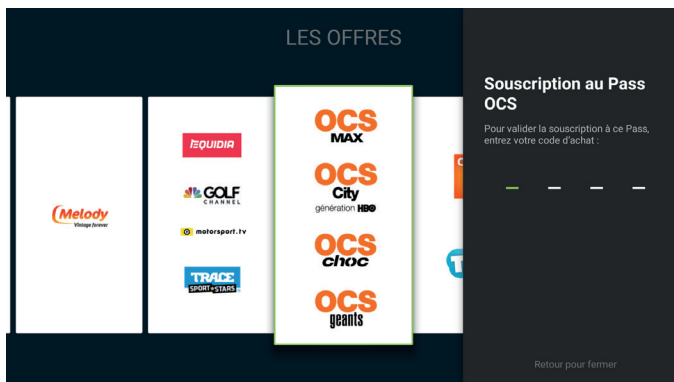 LES OFFRES
Melody
Vintage forever
EQUIDIA
GOLF
CHANNEL
motorsport.tv
TRACE
SPORT★STARS
OCS
MAX
OCS
City
génération HBO
OCS
choc
OCS
geants
Souscription au Pass
OCS
Pour valider la souscription à ce Pass,
entrez votre code d'achat :
Retour pour fermer